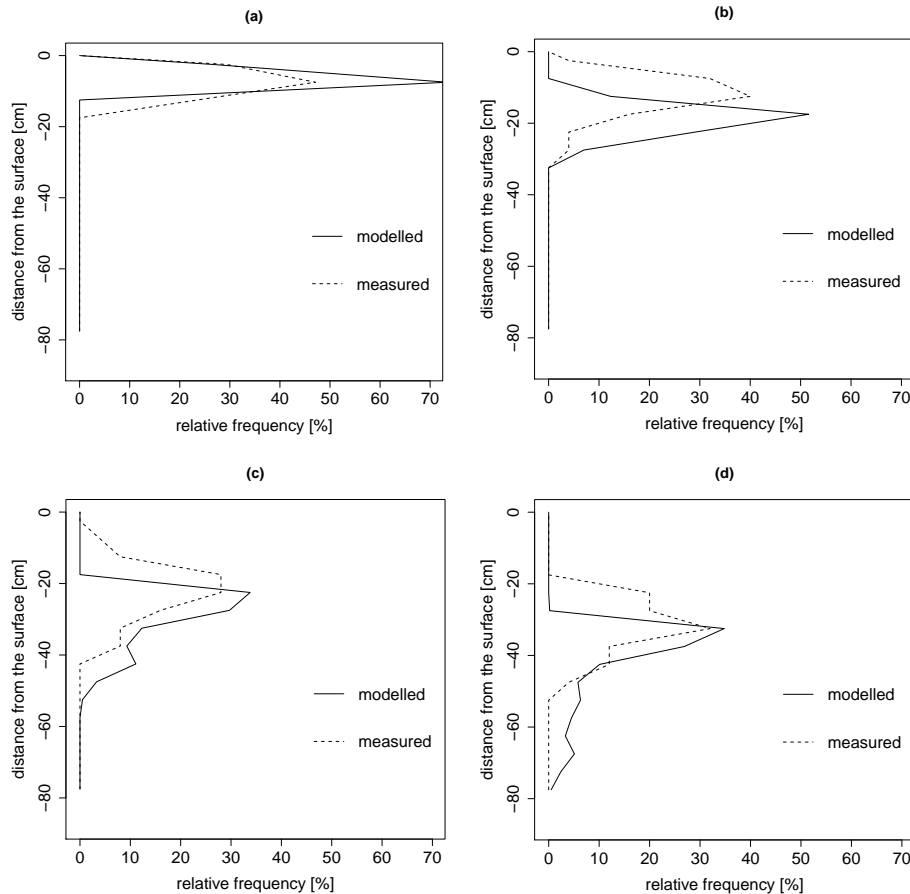 (a)
distance from the surface [cm]
0
−20
−40
−60
−80
modelled
measured
0 10 20 30 40 50 60 70
relative frequency [%]
(b)
distance from the surface [cm]
0
−20
−40
−60
−80
modelled
measured
0 10 20 30 40 50 60 70
relative frequency [%]
(c)
distance from the surface [cm]
0
−20
−40
−60
−80
modelled
measured
0 10 20 30 40 50 60 70
relative frequency [%]
(d)
distance from the surface [cm]
0
−20
−40
−60
−80
modelled
measured
0 10 20 30 40 50 60 70
relative frequency [%]